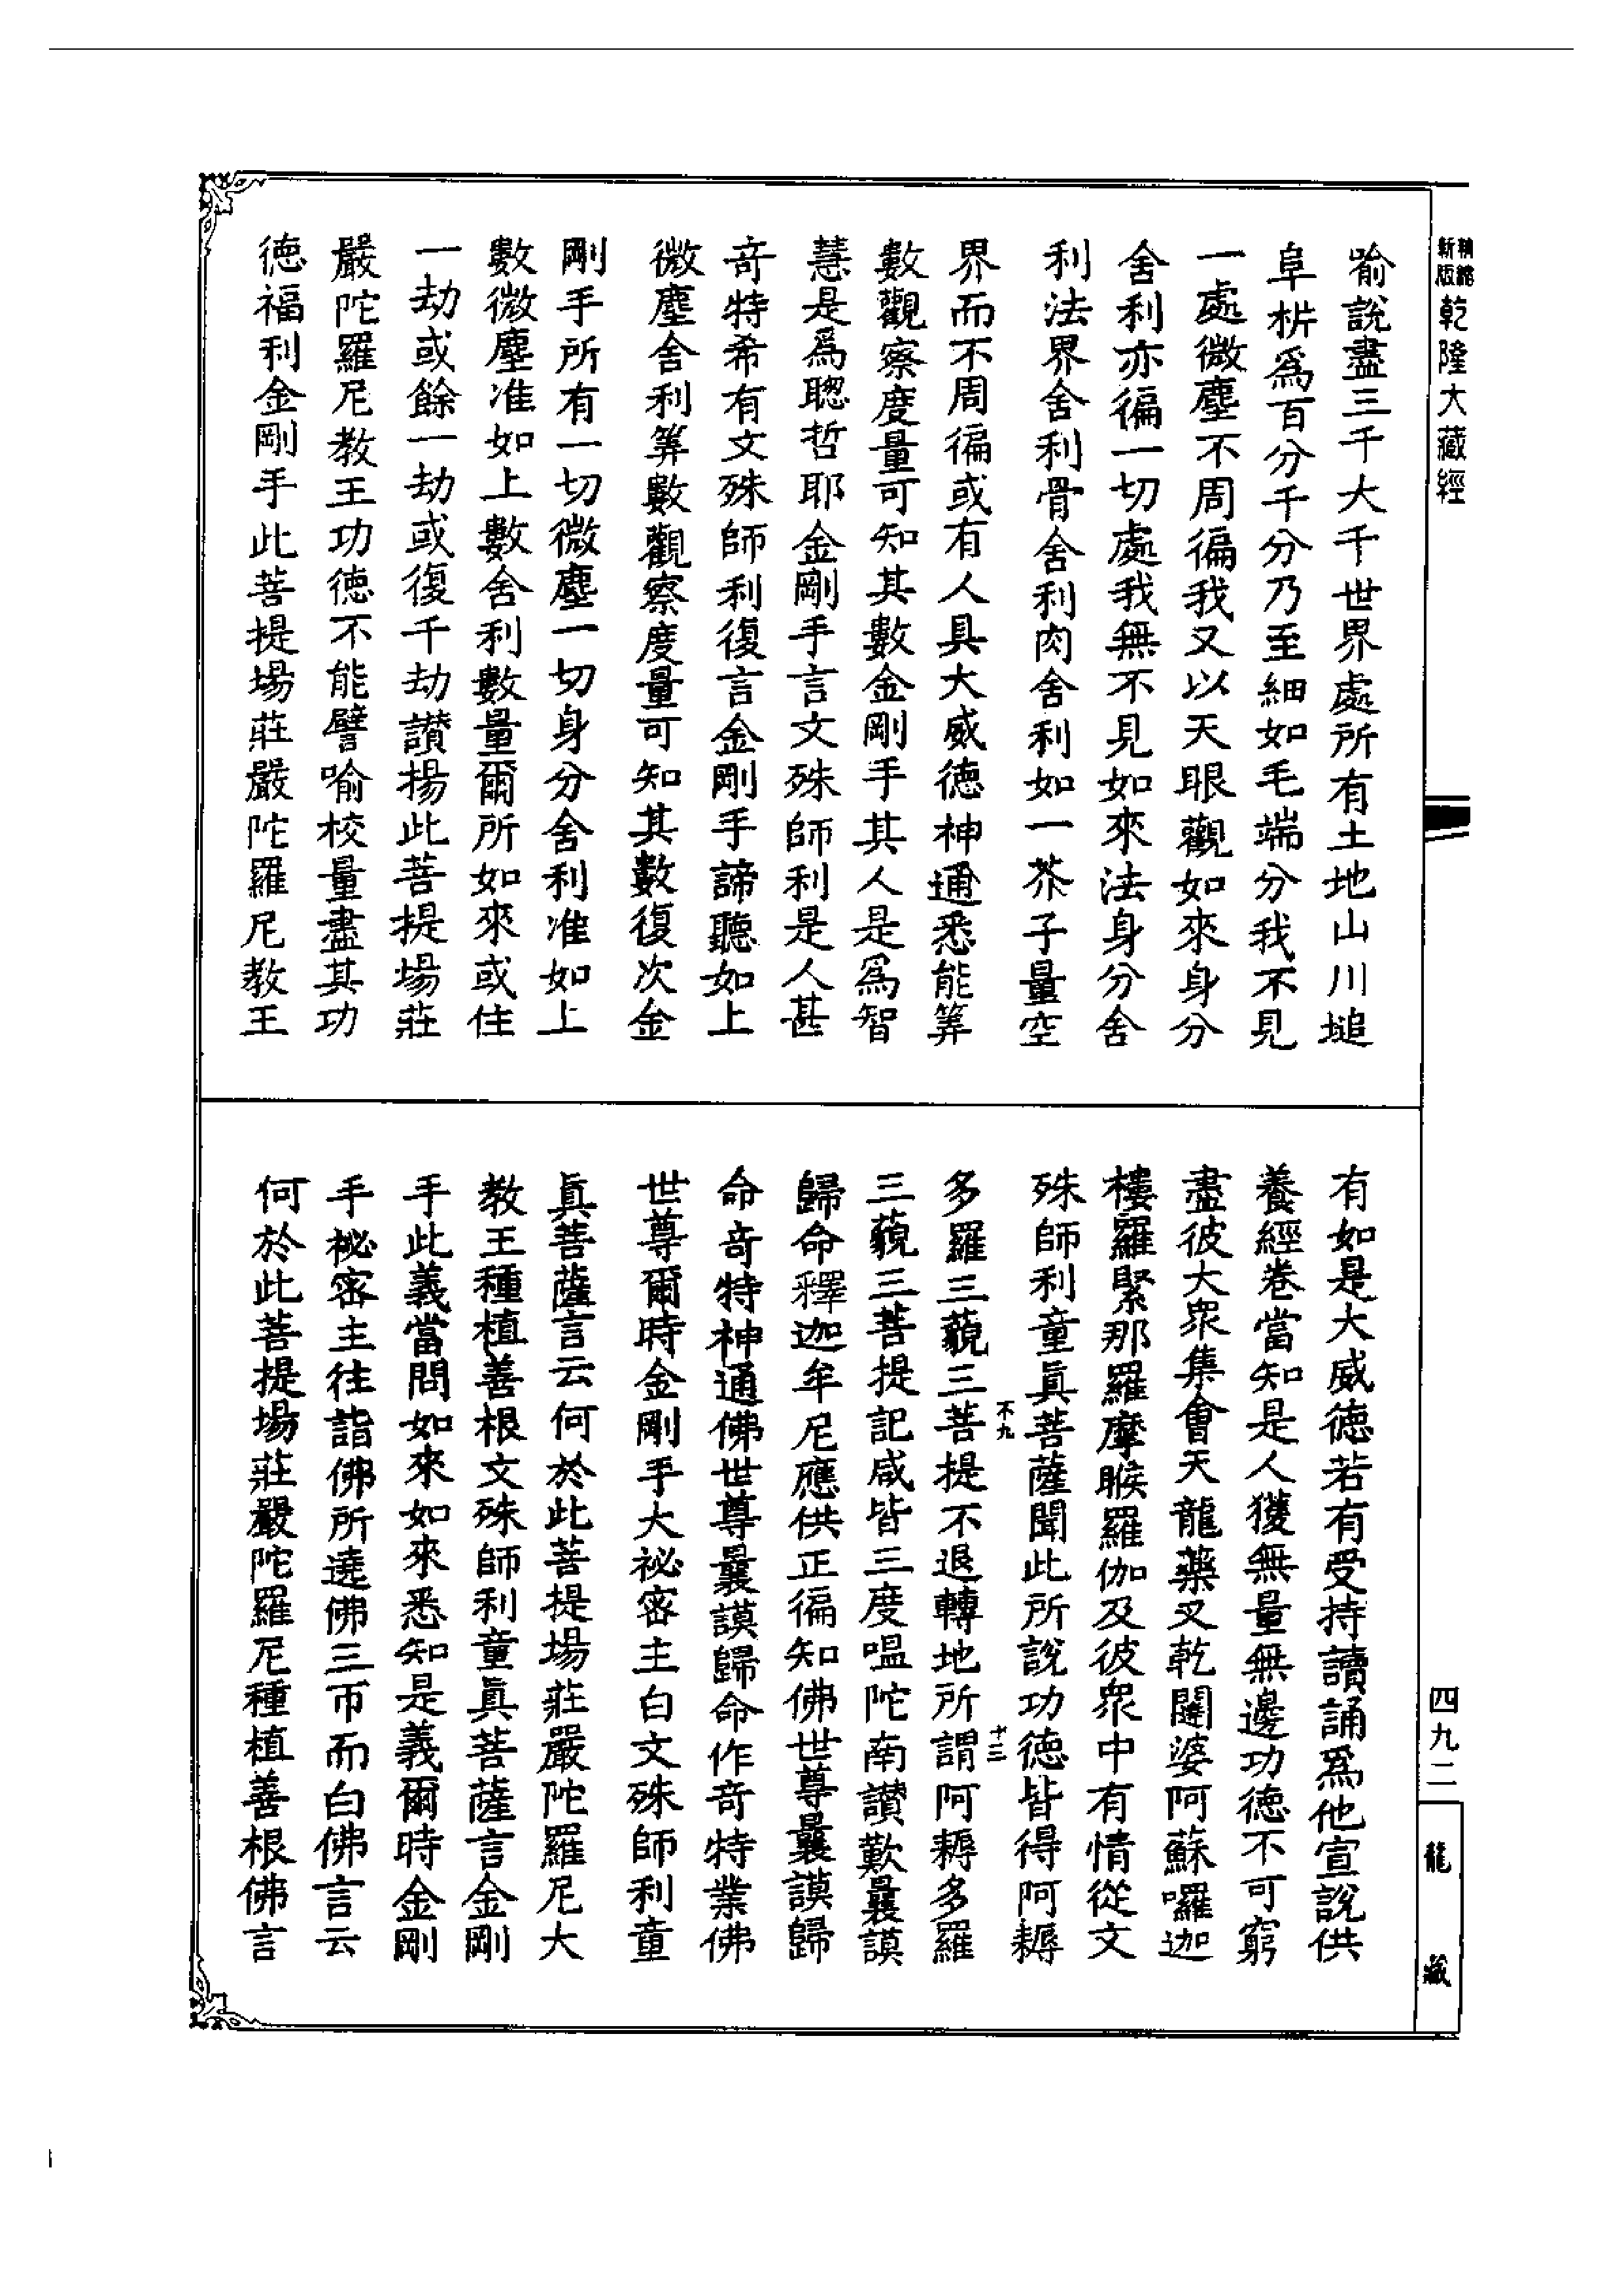 精縮新版乾隆大藏經
喻說盡三千大千世界處所有土地山川塠
阜枿爲百分千分乃至細如毛端分我不見
一處微塵不周徧我又以天眼觀如來身分
舍利亦徧一切處我無不見如來法身分舍
利法界舍利骨舍利肉舍利如一芥子量空
界而不周徧或有人具大威德神通悉能筭
數觀察度量可知其數金剛手其人是爲智
慧是爲聰哲耶金剛手言文殊師利是人甚
奇特希有文殊師利復言金剛手諦聽如上
微塵舍利筭數觀察度量可知其數復次金
剛手所有一切微塵一切身分舍利准如上
數微塵准如上數舍利數量爾所如來或住
一劫或餘一劫或復千劫讚揚此菩提場莊
嚴陀羅尼教王功德不能譬喻校量盡其功
德福利金剛手此菩提場莊嚴陀羅尼教王
有如是大威德若有受持讀誦爲他宣說供
養經卷當知是人獲無量無邊功德不可窮
盡彼大眾集會天龍藥叉乾闥婆阿蘇囉迦
樓羅緊那羅摩睺羅伽及彼眾中有情從文
殊師利童眞菩薩聞此所說功德皆得阿耨
不九
十三
多羅三藐三菩提不退轉地所謂阿耨多羅
三藐三菩提記咸皆三度嗢陀南讚歎曩謨
歸命釋迦牟尼應供正徧知佛世尊曩謨歸
命奇特神通佛世尊曩謨歸命作奇特業佛
世尊爾時金剛手大祕密主白文殊師利童
眞菩薩言云何於此菩提場莊嚴陀羅尼大
教王種植善根文殊師利童眞菩薩言金剛
手此義當問如來如來悉知是義爾時金剛
手祕密主往詣佛所遶佛三帀而白佛言云
何於此菩提場莊嚴陀羅尼種植善根佛言
四九二
龍藏